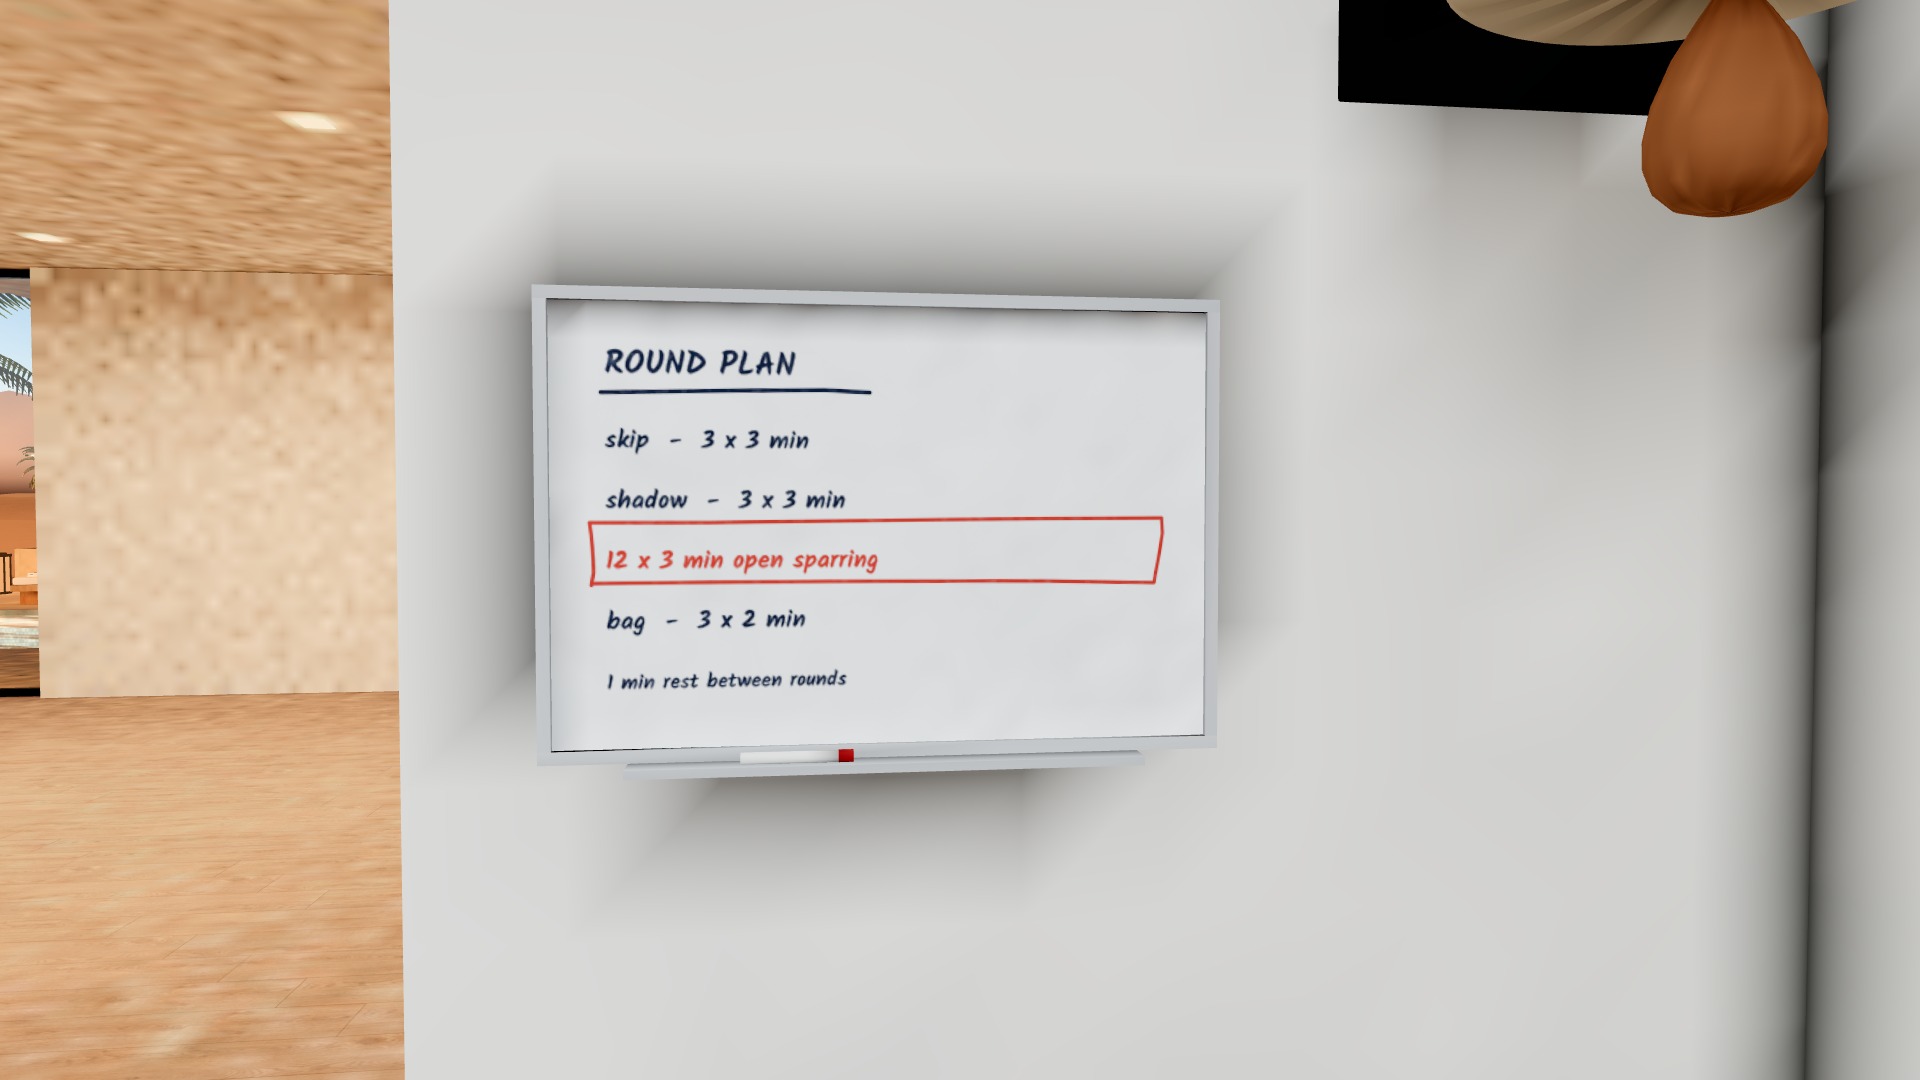 ROUND PLAN
skip - 3 x 3 min
shadow - 3 x 3 min
12 x 3 min open sparring
bag - 3 x 2 min
1 min rest between rounds